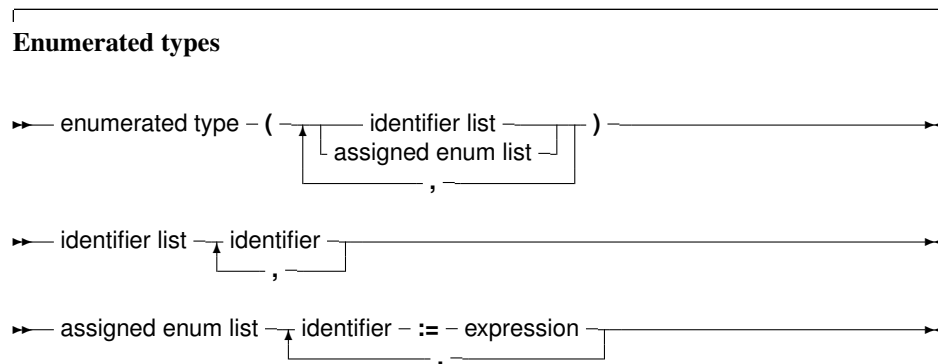 Enumerated types
enumerated type ( identifier list )
assigned enum list
,
identifier list identifier
,
assigned enum list identifier := expression
,